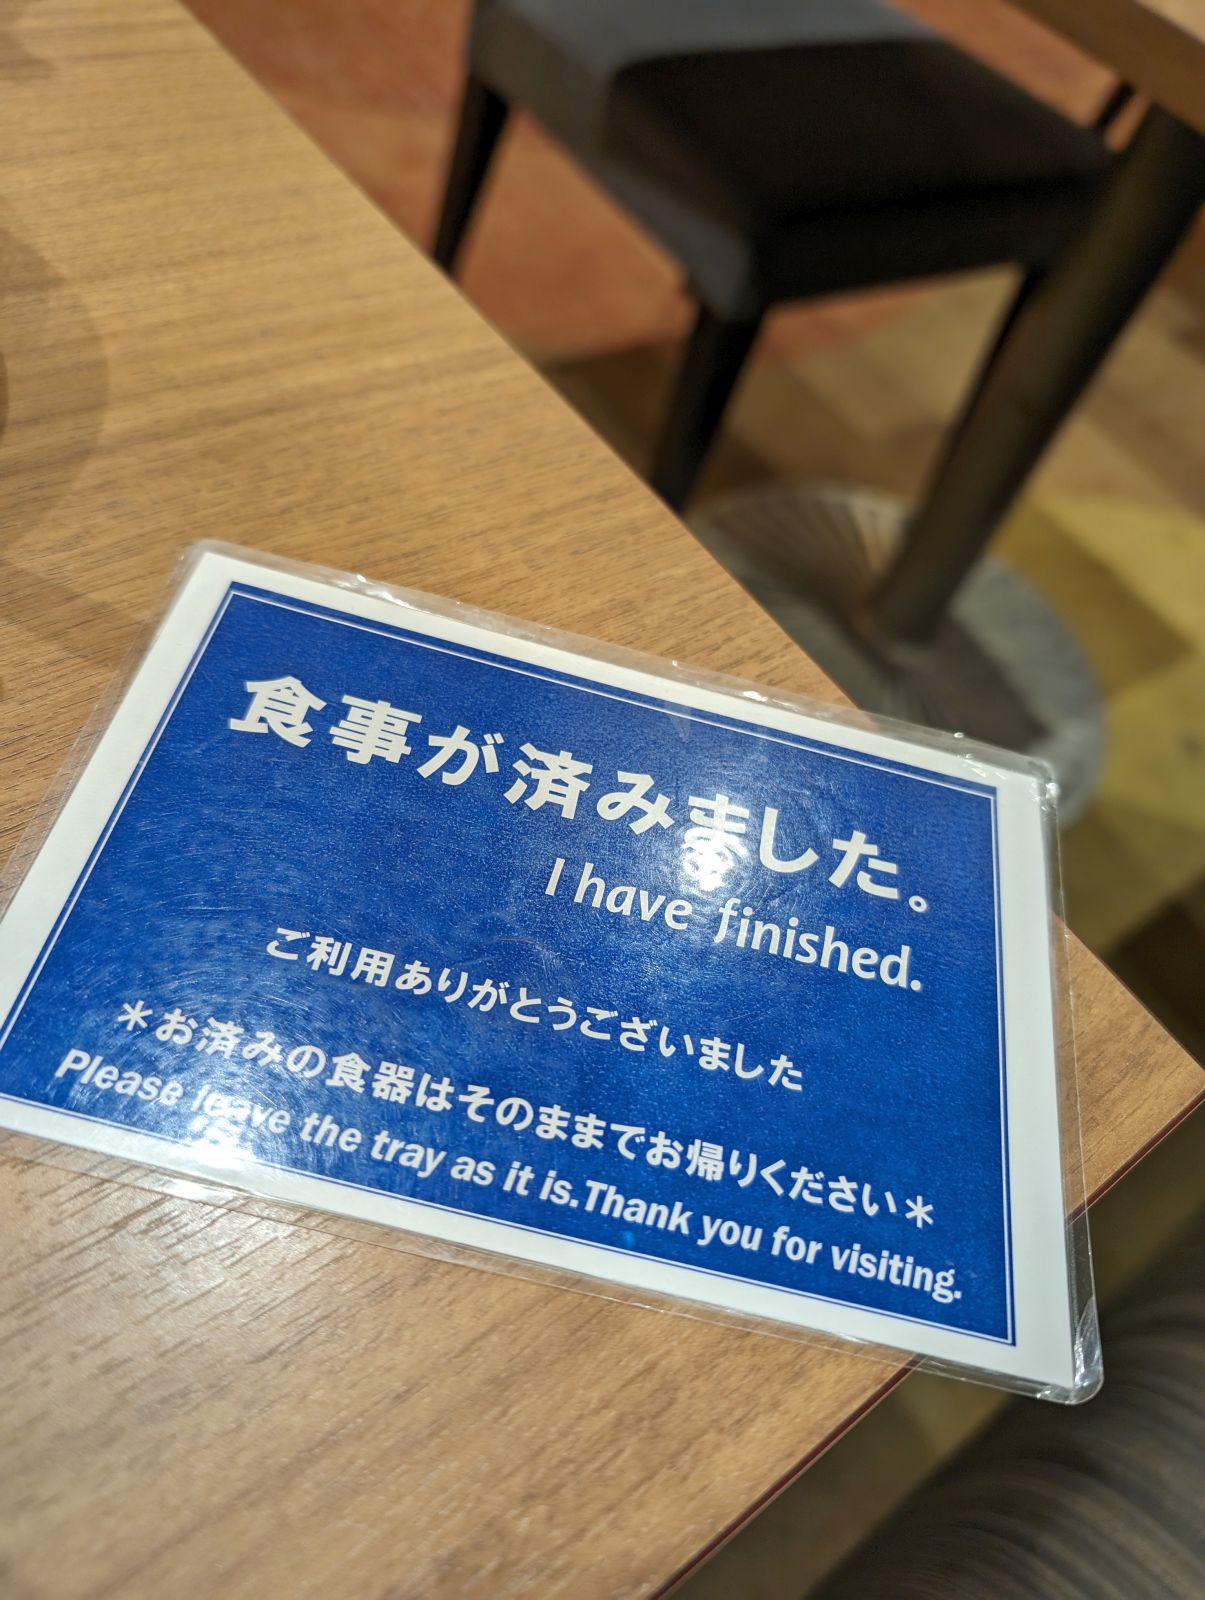 食事が済みました。
I have finished.
ご利用ありがとうございました
＊お済みの食器はそのままでお帰りください＊
Please leave the tray as it is.Thank you for visiting.